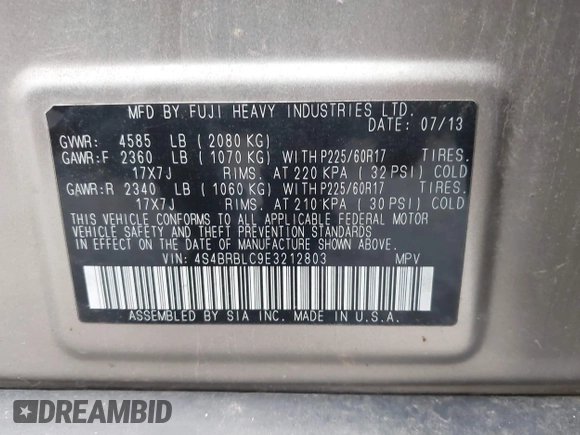 MFD BY FUJI HEAVY INDUSTRIES LTD.
DATE: 07/13
GVWR: 4585 LB ( 2080 KG)
GAWR:F 2360 LB ( 1070 KG) WITH P225/60R17 TIRES.
17X7J RIMS, AT 220 KPA ( 32 PSI) COLD
GAWR:R 2340 LB ( 1060 KG) WITH P225/60R17 TIRES.
17X7J RIMS, AT 210 KPA ( 30 PSI) COLD
THIS VEHICLE CONFORMS TO ALL APPLICABLE FEDERAL MOTOR
VEHICLE SAFETY AND THEFT PREVENTION STANDARDS
IN EFFECT ON THE DATE OF MANUFACTURE SHOWN ABOVE.
VIN: 4S4BRBLC9E3212803 MPV
ASSEMBLED BY SIA INC. MADE IN U.S.A.
DREAMBID